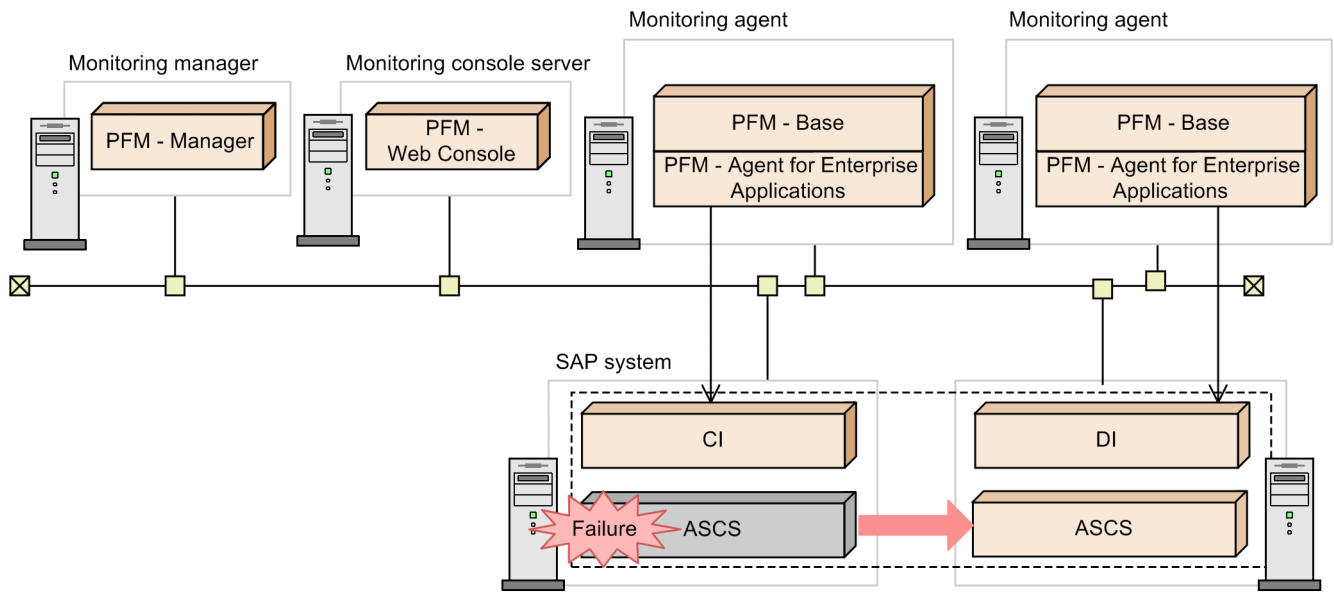 Monitoring agent
Monitoring agent
Monitoring manager
Monitoring console server
PFM - Manager
PFM -
Web Console
PFM - Base
PFM - Agent for Enterprise
Applications
PFM - Base
PFM - Agent for Enterprise
Applications
SAP system
CI
DI
Failure
ASCS
ASCS